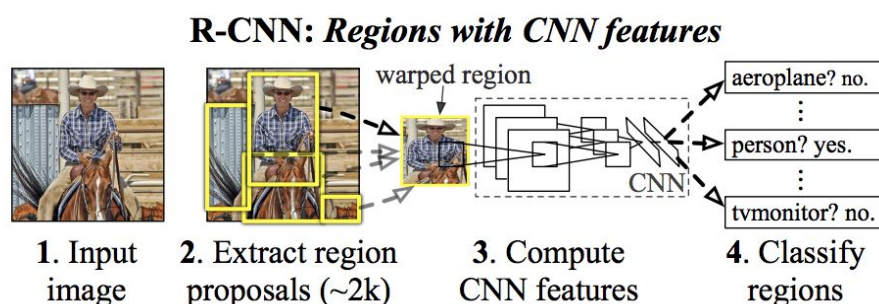 R-CNN: Regions with CNN features
warped region
aeroplane? no.
person? yes.
tvmonitor? no.
CNN
1. Input
image
2. Extract region
proposals (~2k)
3. Compute
CNN features
4. Classify
regions